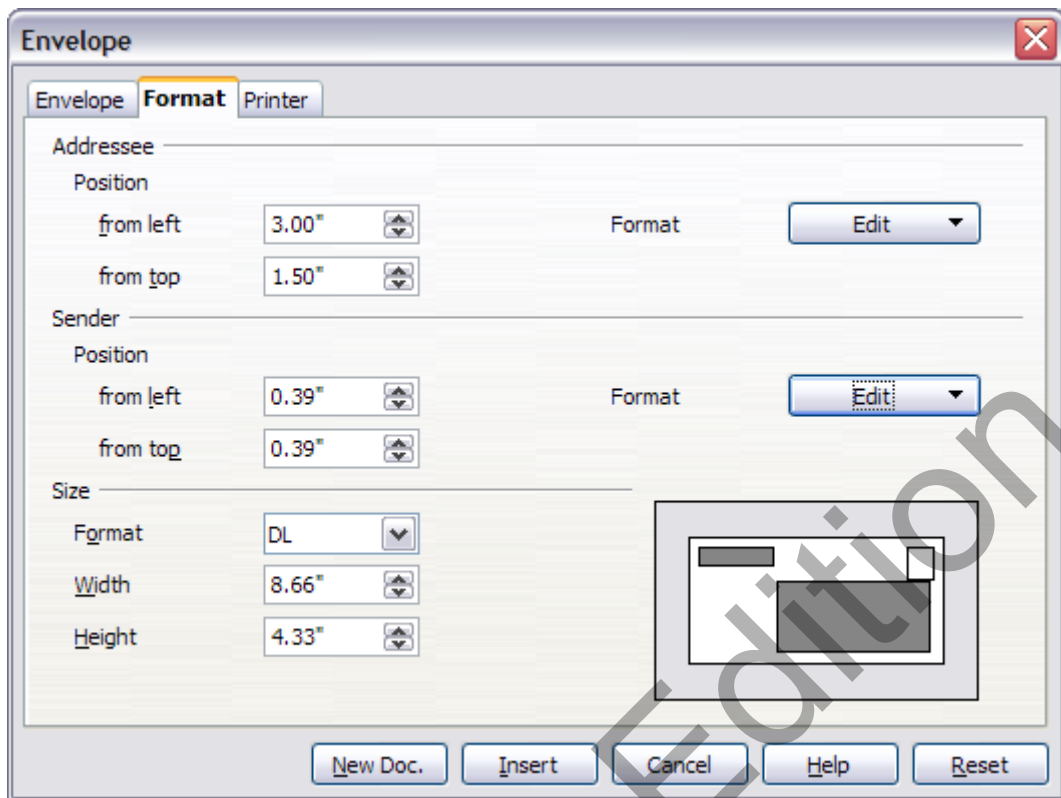 Envelope
Envelope Format Printer
Addressee
Position
from left 3.00" Format Edit
from top 1.50"
Sender
Position
from left 0.39" Format Edit
from top 0.39"
Size
Format DL
Width 8.66"
Height 4.33"
Edition
New Doc. Insert Cancel Help Reset